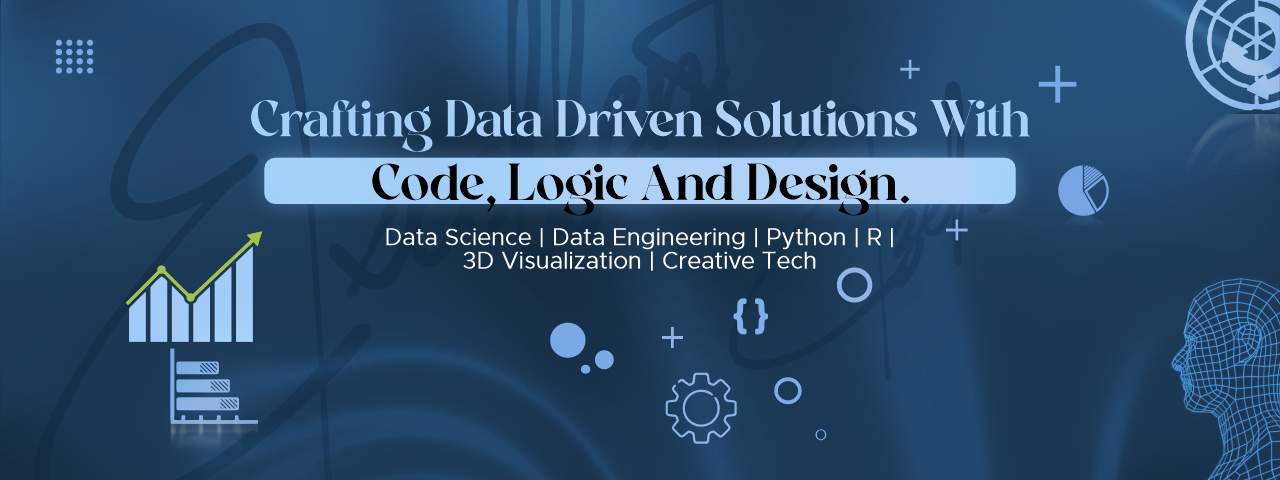 Crafting Data Driven Solutions With
Code, Logic And Design.
Data Science | Data Engineering | Python | R |
3D Visualization | Creative Tech
{ }